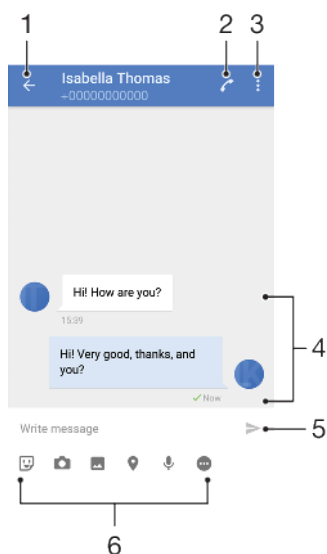 1 2 3
Isabella Thomas
+00000000000
Hi! How are you?
15:39
Hi! Very good, thanks, and
you?
4
✓ Now
Write message
5
6